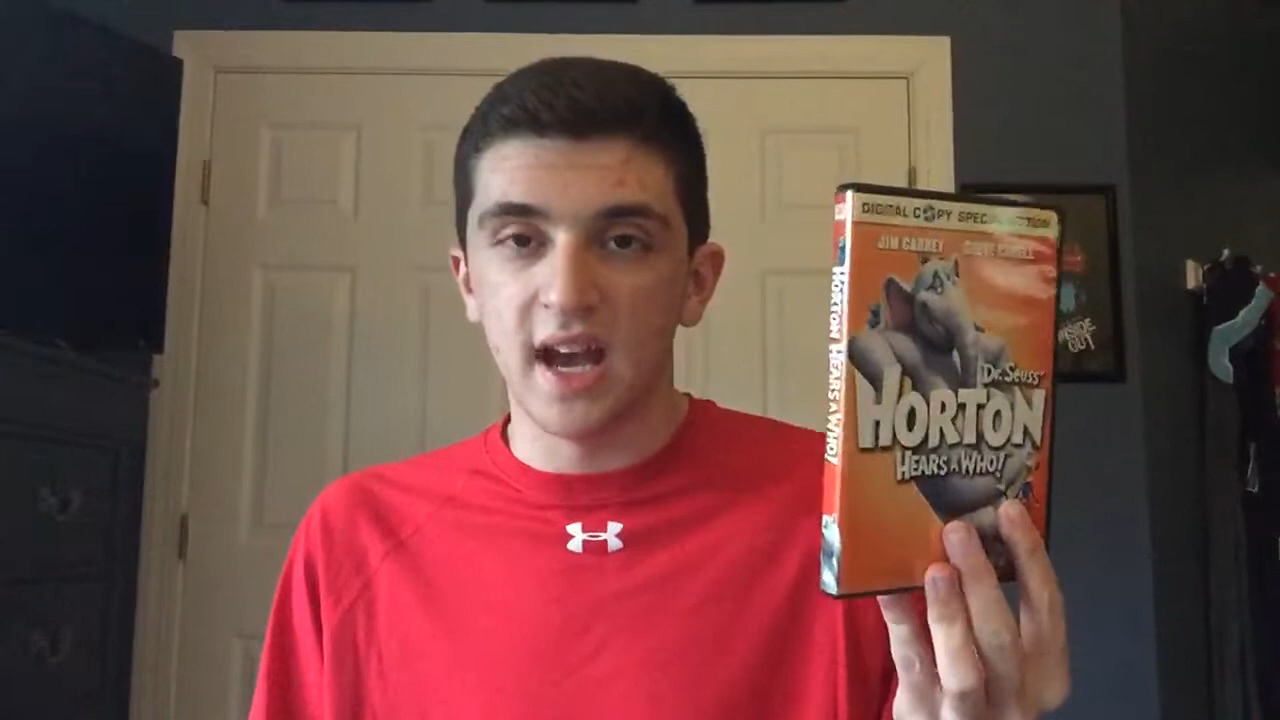 DIGITAL COPY SPECIAL EDITION
JIM CARREY STEVE CARELL
Dr. Seuss'
HORTON
HEARS A WHO!
HORTON HEARS A WHO!
INSIDE
OUT